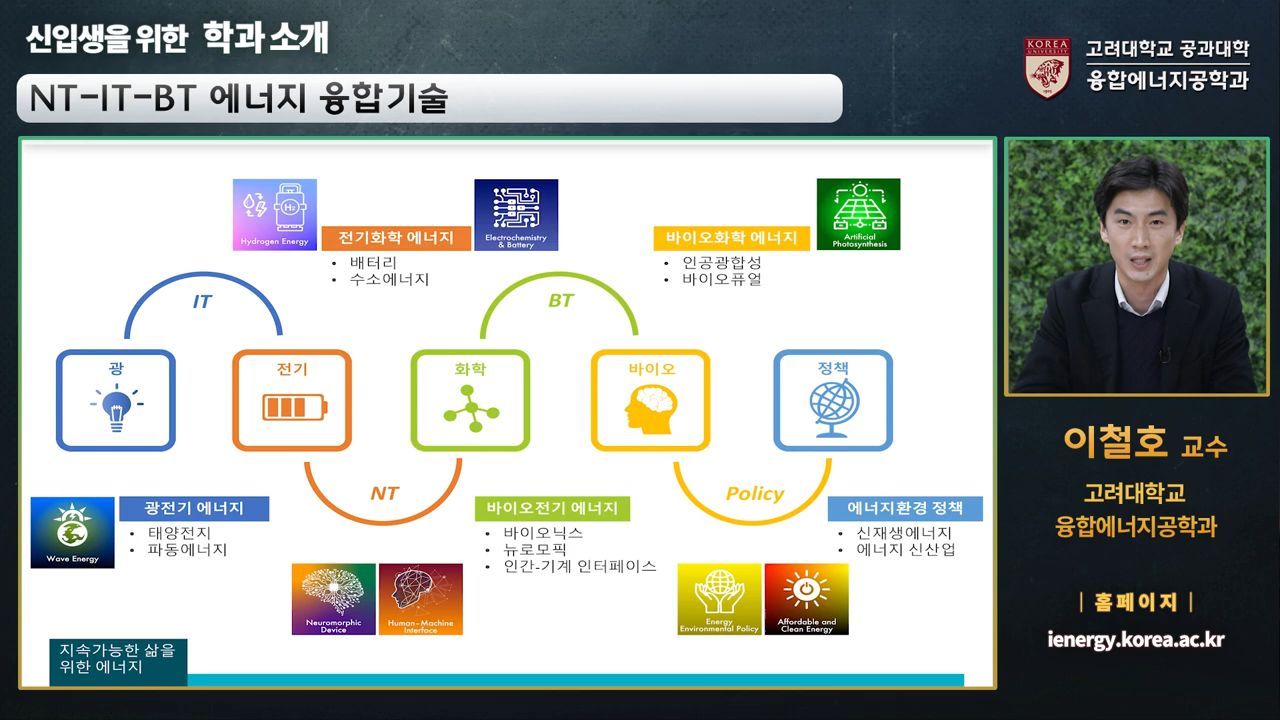 신입생을 위한 학과 소개
KOREA
UNIVERSITY
고려대학교 공과대학
융합에너지공학과
NT-IT-BT 에너지 융합기술
Hydrogen Energy
H₂
전기화학 에너지
• 배터리
• 수소에너지
Electrochemistry
& Battery
바이오화학 에너지
• 인공광합성
• 바이오퓨얼
Artificial
Photosynthesis
IT
BT
광
전기
화학
바이오
정책
NT
Policy
Wave Energy
광전기 에너지
• 태양전지
• 파동에너지
Neuromorphic
Device
Human-Machine
Interface
바이오전기 에너지
• 바이오닉스
• 뉴로모픽
• 인간-기계 인터페이스
Energy
Environmental Policy
Affordable and
Clean Energy
에너지환경 정책
• 신재생에너지
• 에너지 신산업
지속가능한 삶을
위한 에너지
이철호 교수
고려대학교
융합에너지공학과
| 홈페이지 |
ienergy.korea.ac.kr